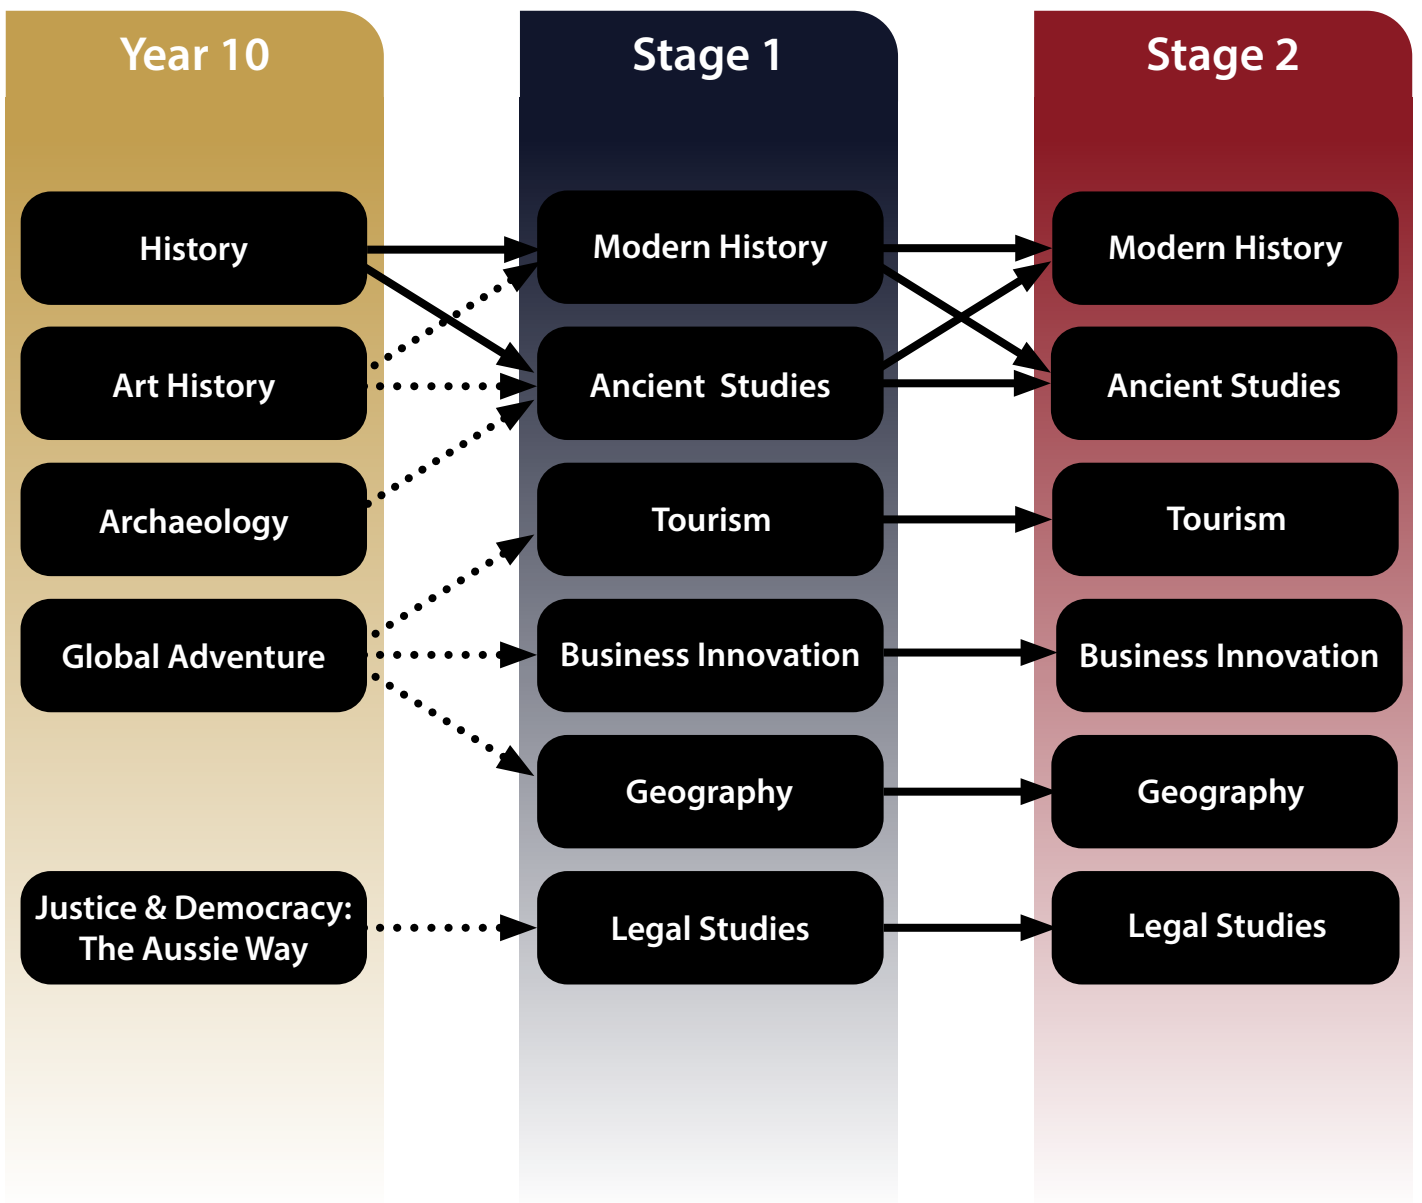 Year 10
Stage 1
Stage 2
History
Modern History
Modern History
Art History
Ancient Studies
Ancient Studies
Archaeology
Tourism
Tourism
Global Adventure
Business Innovation
Business Innovation
Geography
Geography
Justice & Democracy:
The Aussie Way
Legal Studies
Legal Studies